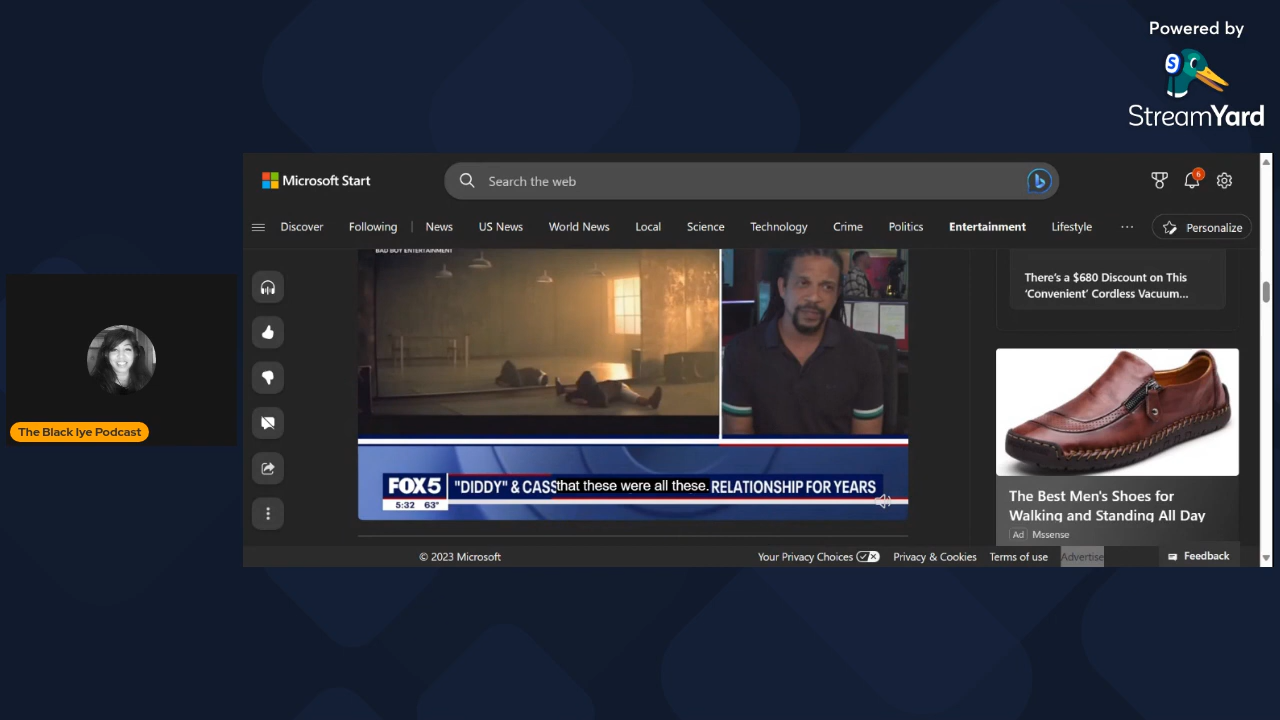 Powered by
StreamYard
Microsoft Start
Search the web
6
Discover
Following
News
US News
World News
Local
Science
Technology
Crime
Politics
Entertainment
Lifestyle
Personalize
BAD BOY ENTERTAINMENT
There's a $680 Discount on This
'Convenient' Cordless Vacuum...
The Black Iye Podcast
FOX 5
"DIDDY" & CASS
that these were all these.
RELATIONSHIP FOR YEARS
5:32 63°
The Best Men's Shoes for
Walking and Standing All Day
Ad Mssense
© 2023 Microsoft
Your Privacy Choices
Privacy & Cookies
Terms of use
Advertise
Feedback